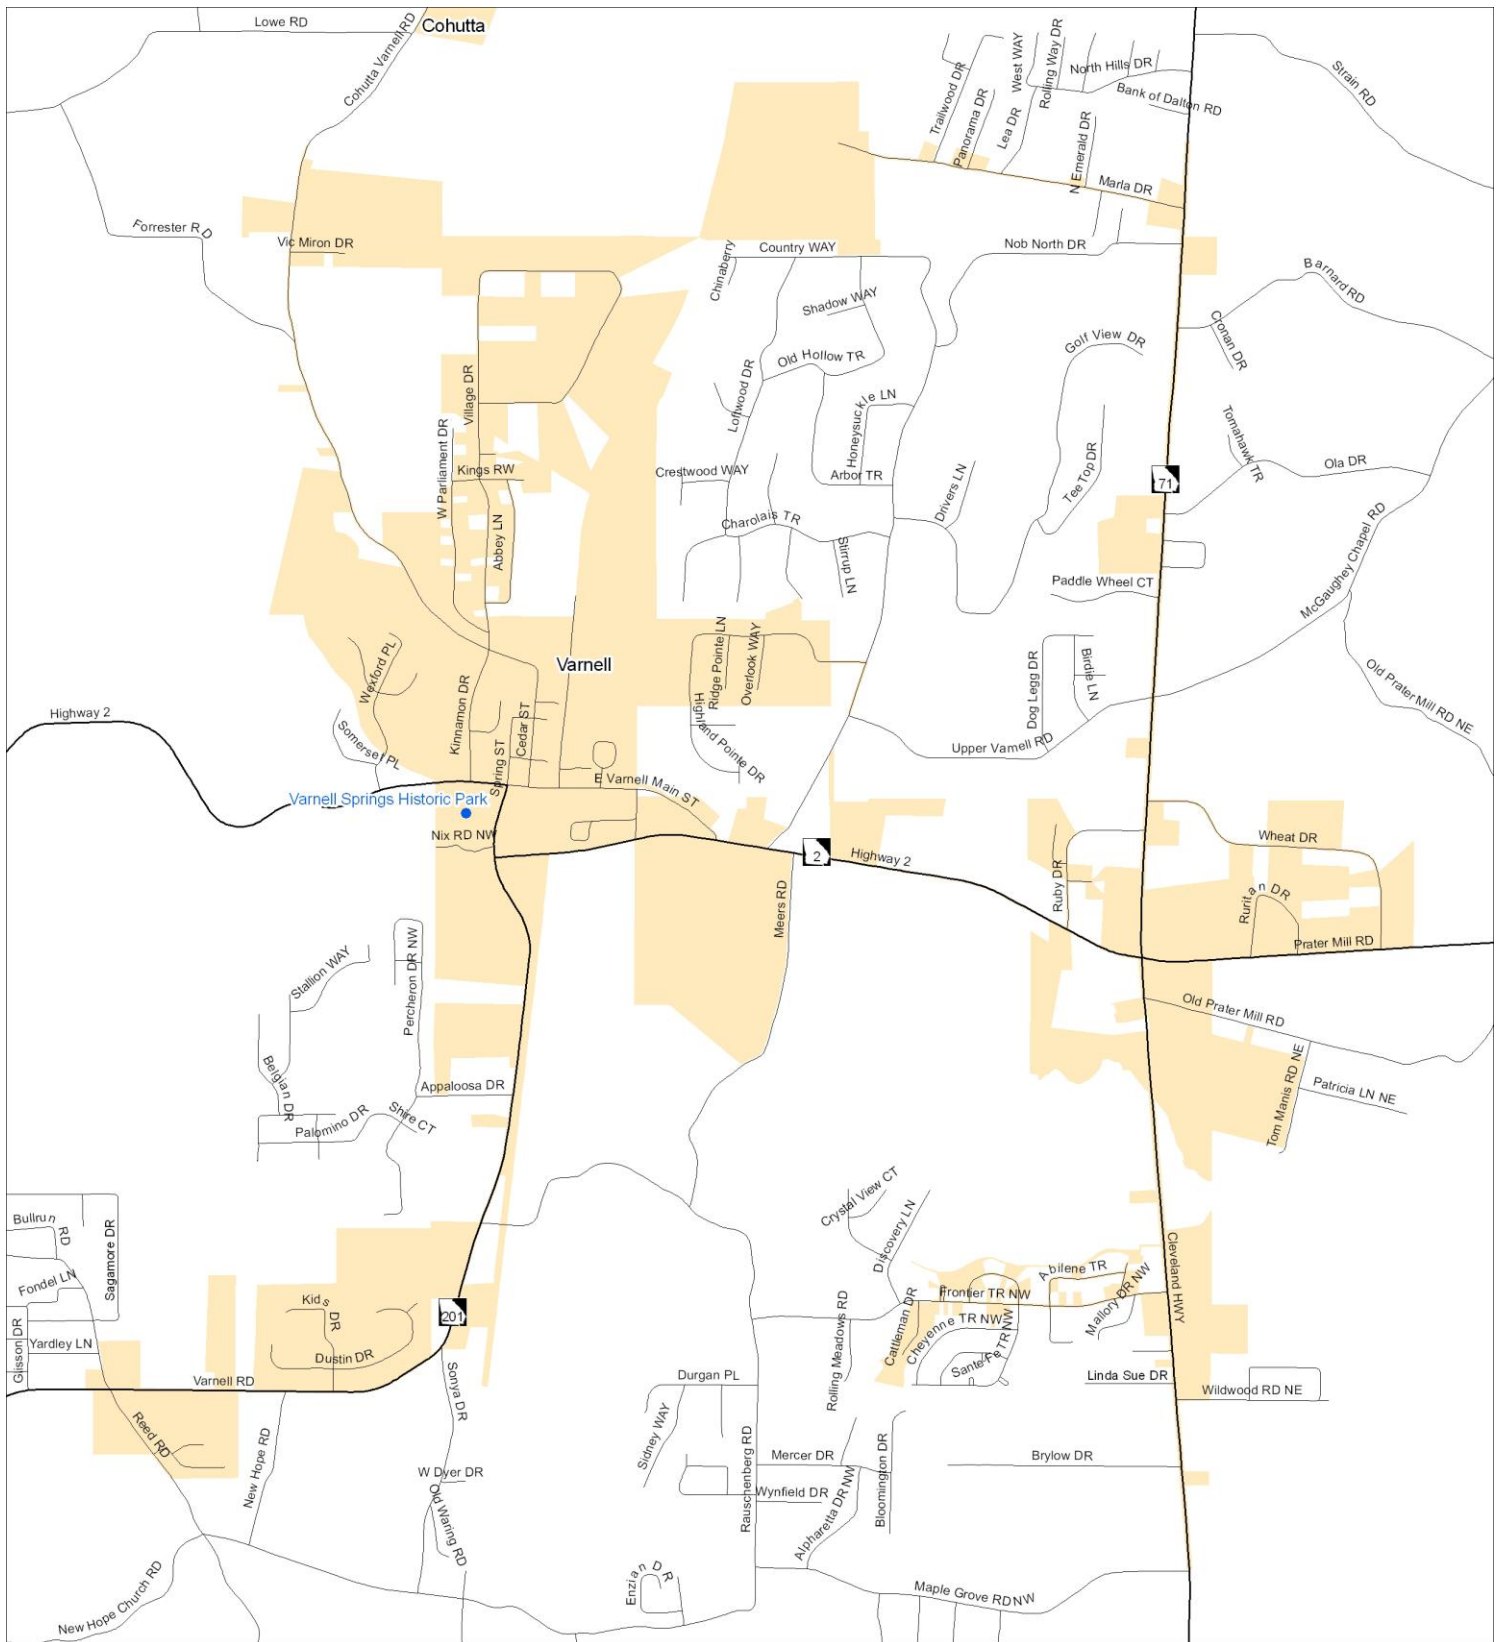 Lowe RD
Cohutta
Cohutta Varnell RD
Trailwood DR
Panorama DR
West WAY
Lea DR
Rolling Way DR
North Hills DR
Bank of Dalton RD
Strain RD
N Emerald DR
Marla DR
Forrester RD
Vic Miron DR
Chinaberry
Country WAY
Nob North DR
Barnard RD
Shadow WAY
Cronan DR
Golf View DR
Old Hollow TR
Loftwood DR
Village DR
Honeysuckle LN
W Parliament DR
Tomahawk TR
Kings RW
Crestwood WAY
Arbor TR
Drivers LN
Tee Top DR
71
Ola DR
Abbey LN
Charolais TR
Stirrup LN
McGaughey Chapel RD
Paddle Wheel CT
Varnell
Wexford PL
Ridge Pointe LN
Overlook WAY
Dog Legg DR
Birdie LN
Old Prater Mill RD NE
Highway 2
Kinnamon DR
Cedar ST
Somerset PL
Spring ST
Highland Pointe DR
Upper Varnell RD
E Varnell Main ST
Varnell Springs Historic Park
Nix RD NW
2
Highway 2
Wheat DR
Ruby DR
Ruritan DR
Meers RD
Prater Mill RD
Stallion WAY
Percheron DR NW
Old Prater Mill RD
Belgian DR
Appaloosa DR
Tom Manis RD NE
Patricia LN NE
Palomino DR
Shire CT
Crystal View CT
Discovery LN
Bullrun RD
Sagamore DR
Fondel LN
Cleveland HWY
Abilene TR
Frontier TR NW
Mallory DR NW
Kids DR
201
Rolling Meadows RD
Cattleman DR
Cheyenne TR NW
Sante Fe TR NW
Gisson DR
Yardley LN
Dustin DR
Varnell RD
Sonya DR
Durgan PL
Linda Sue DR
Wildwood RD NE
Reed RD
New Hope RD
Sidney WAY
Rauschenberg RD
Mercer DR
Bloomington DR
Brylow DR
W Dyer DR
Old Waring RD
Wynfield DR
Alpharetta DR NW
New Hope Church RD
Enzian DR
Maple Grove RD NW